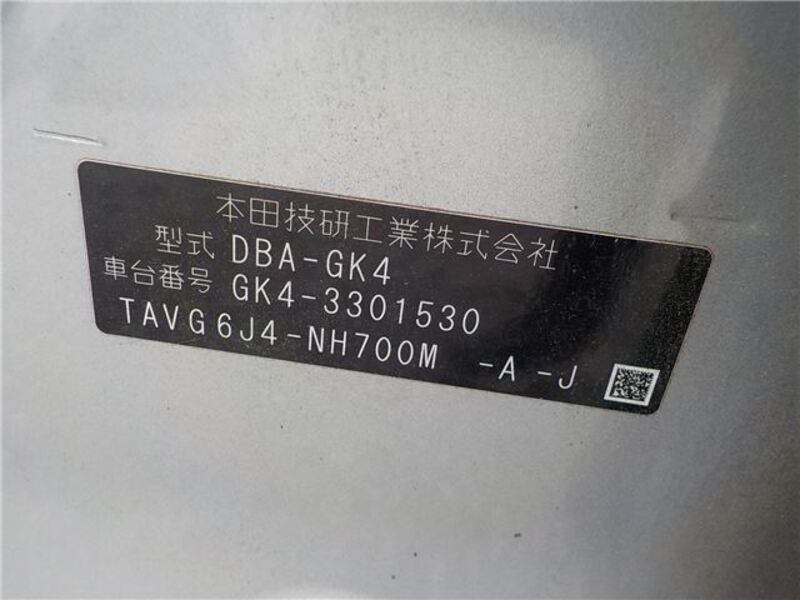 本田技研工業株式会社
型式 DBA-GK4
車台番号 GK4-3301530
TAVG6J4-NH700M -A -J